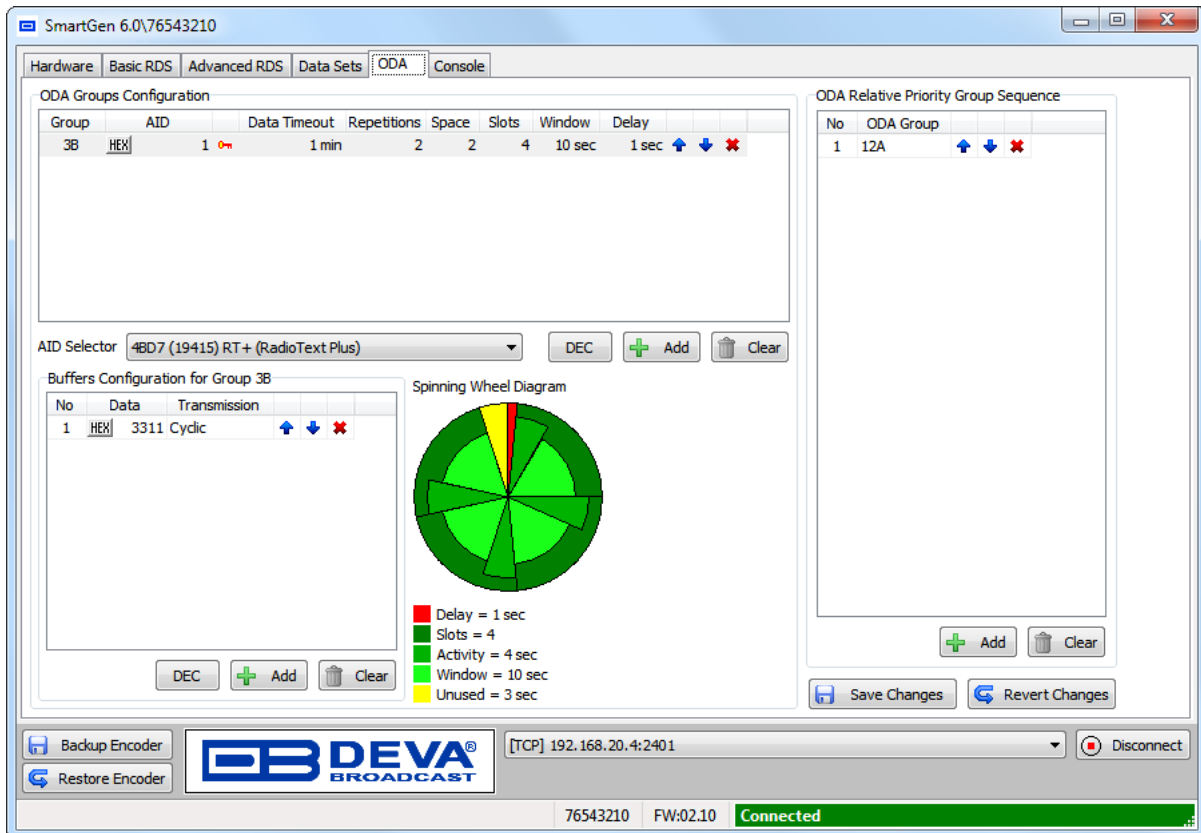 SmartGen 6.0\76543210
Hardware Basic RDS Advanced RDS Data Sets ODA Console
ODA Groups Configuration
Group AID Data Timeout Repetitions Space Slots Window Delay
3B HEX 1 1 min 2 2 4 10 sec 1 sec
AID Selector 4BD7 (19415) RT+ (RadioText Plus) DEC Add Clear
Buffers Configuration for Group 3B
No Data Transmission
1 HEX 3311 Cyclic
DEC Add Clear
Spinning Wheel Diagram
Delay = 1 sec
Slots = 4
Activity = 4 sec
Window = 10 sec
Unused = 3 sec
ODA Relative Priority Group Sequence
No ODA Group
1 12A
Add Clear
Save Changes Revert Changes
Backup Encoder
Restore Encoder
DEVA®
BROADCAST
[TCP] 192.168.20.4:2401
Disconnect
76543210 FW:02.10 Connected